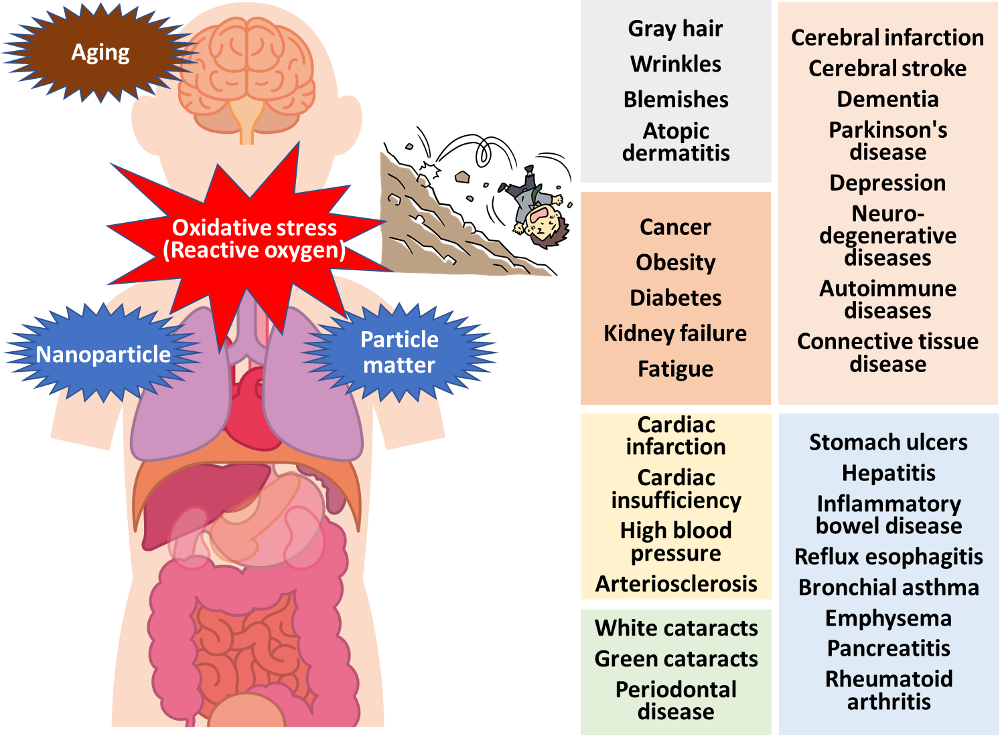 Aging
Oxidative stress
(Reactive oxygen)
Nanoparticle
Particle
matter
Gray hair
Wrinkles
Blemishes
Atopic
dermatitis
Cancer
Obesity
Diabetes
Kidney failure
Fatigue
Cardiac
infarction
Cardiac
insufficiency
High blood
pressure
Arteriosclerosis
White cataracts
Green cataracts
Periodontal
disease
Cerebral infarction
Cerebral stroke
Dementia
Parkinson's
disease
Depression
Neuro-
degenerative
diseases
Autoimmune
diseases
Connective tissue
disease
Stomach ulcers
Hepatitis
Inflammatory
bowel disease
Reflux esophagitis
Bronchial asthma
Emphysema
Pancreatitis
Rheumatoid
arthritis